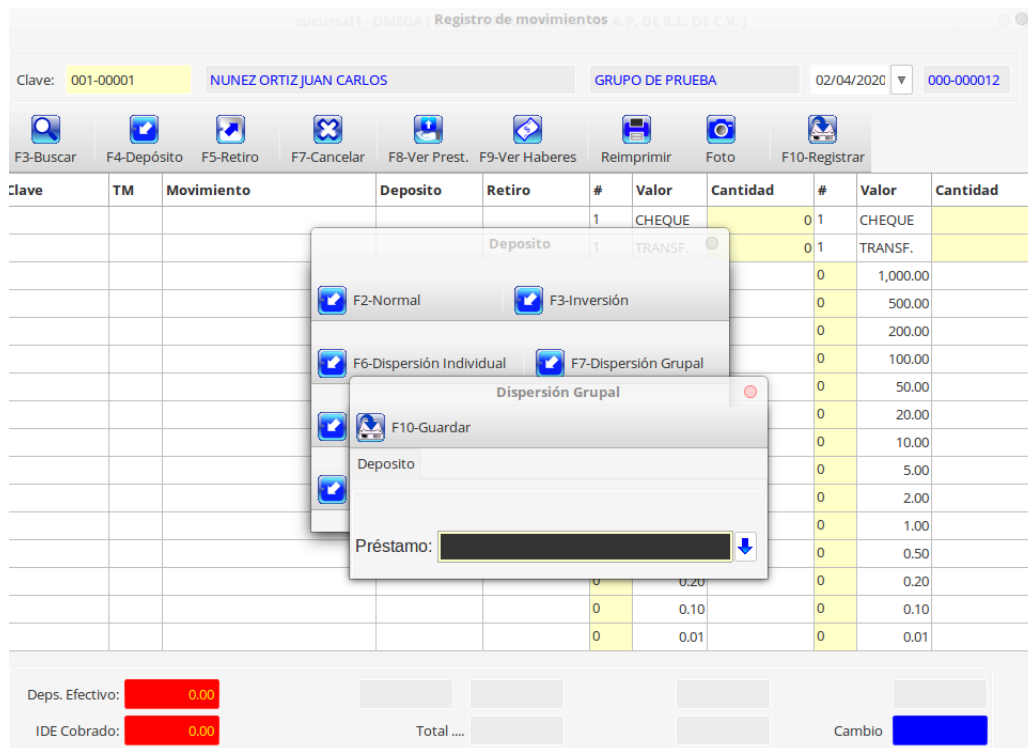 sucursal1 - OMEGA ( Registro de movimientos A.P. DE R.L. DE C.V. )
Clave: 001-00001 NUNEZ ORTIZ JUAN CARLOS GRUPO DE PRUEBA 02/04/2020 000-000012
F3-Buscar F4-Depósito F5-Retiro F7-Cancelar F8-Ver Prest. F9-Ver Haberes Reimprimir Foto F10-Registrar
Clave TM Movimiento Deposito Retiro # Valor Cantidad # Valor Cantidad
1 CHEQUE 0 1 CHEQUE
Deposito 1 TRANSF. 0 1 TRANSF.
0 1,000.00
F2-Normal F3-Inversión
0 500.00
0 200.00
F6-Dispersión Individual F7-Dispersión Grupal 0 100.00
Dispersión Grupal 0 50.00
0 20.00
F10-Guardar
0 10.00
Deposito 0 5.00
0 2.00
0 1.00
Préstamo: 0 0.50
0 0.20 0 0.20
0 0.10 0 0.10
0 0.01 0 0.01
Deps. Efectivo: 0.00
IDE Cobrado: 0.00 Total .... Cambio